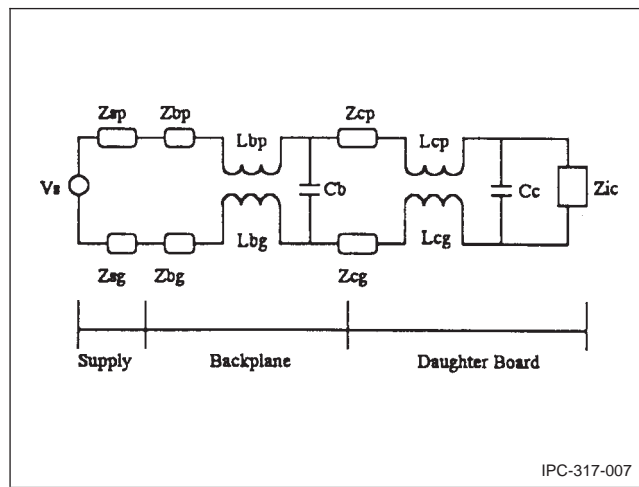 Zsp Zbp
Lbp
Zcp
Lcp
Vs
Cb
Cc
Zic
Lbg
Lcg
Zsg Zbg
Zcg
Supply
Backplane
Daughter Board
IPC-317-007